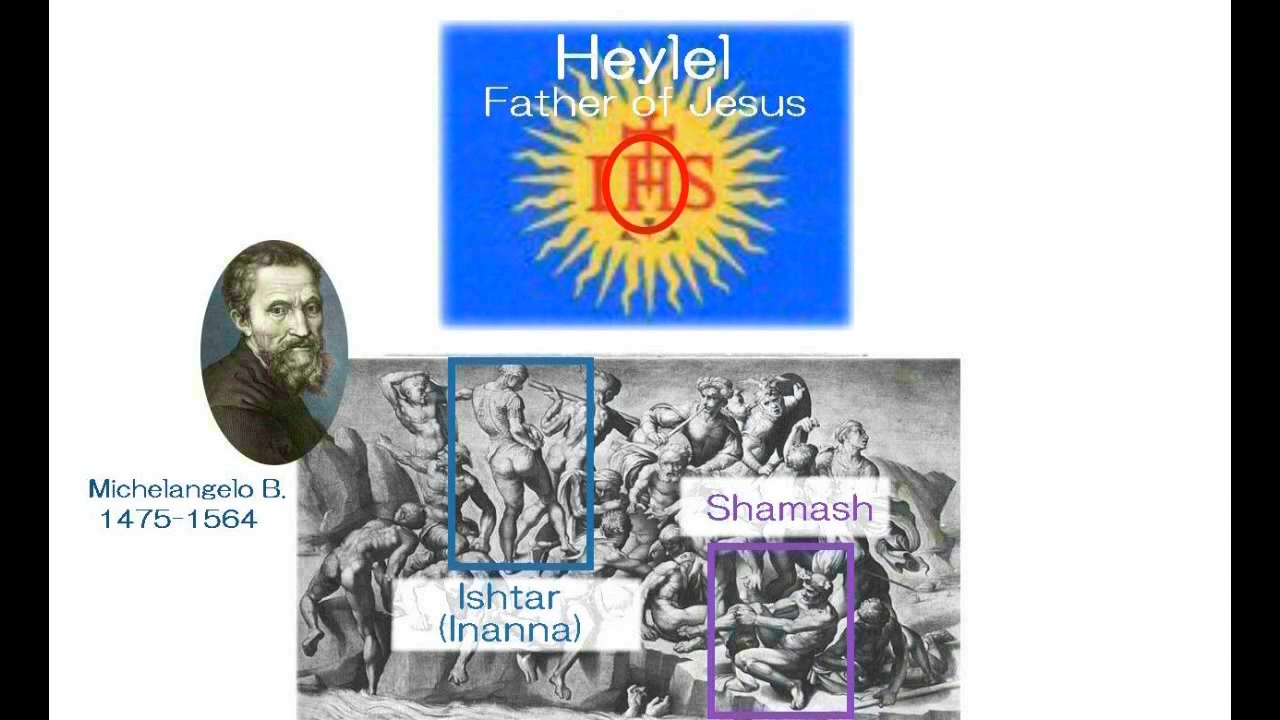 Heylel
Father of Jesus
IHS
Michelangelo B.
1475-1564
Shamash
Ishtar
(Inanna)